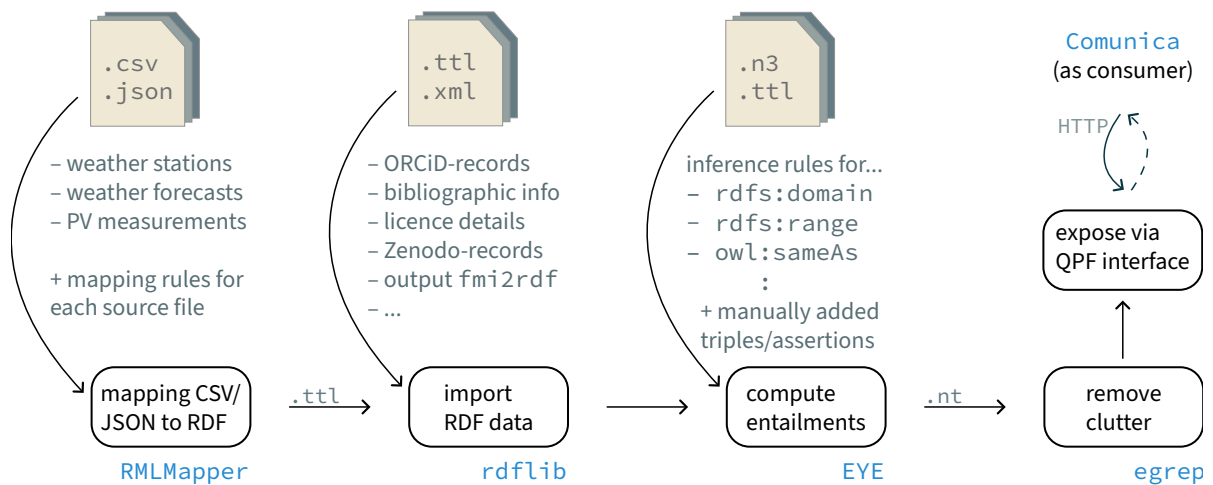 .csv
.json
– weather stations
– weather forecasts
– PV measurements
+ mapping rules for
each source file
mapping CSV/
JSON to RDF
RMLMapper
.ttl
.ttl
.xml
– ORCiD-records
– bibliographic info
– licence details
– Zenodo-records
– output fmi2rdf
– ...
import
RDF data
rdflib
.n3
.ttl
inference rules for...
– rdfs:domain
– rdfs:range
– owl:sameAs
:
+ manually added
triples/assertions
compute
entailments
EYE
.nt
Comunica
(as consumer)
HTTP
expose via
QPF interface
remove
clutter
egrep